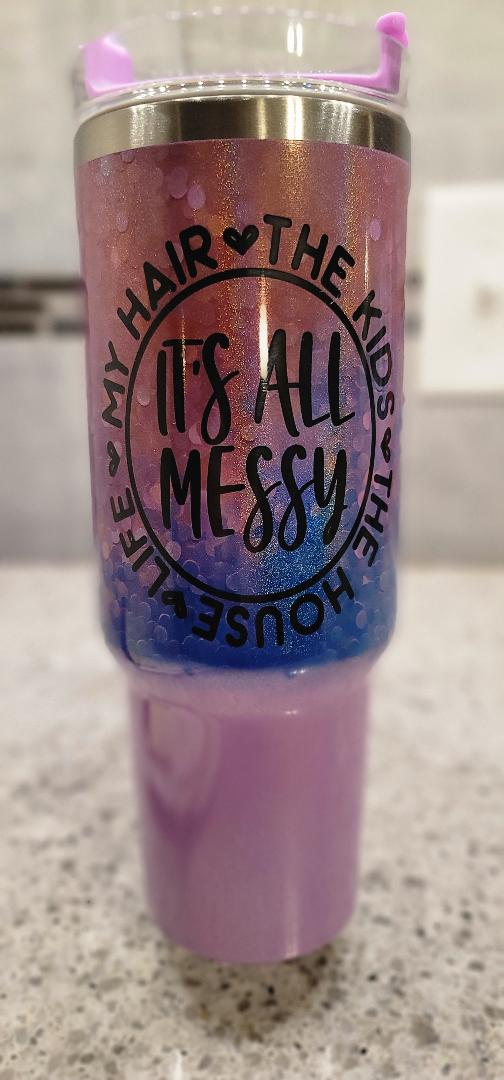 MY HAIR ♥ THE KIDS ♥ THE HOUSE ♥ LIFE ♥
IT'S ALL
MESSY